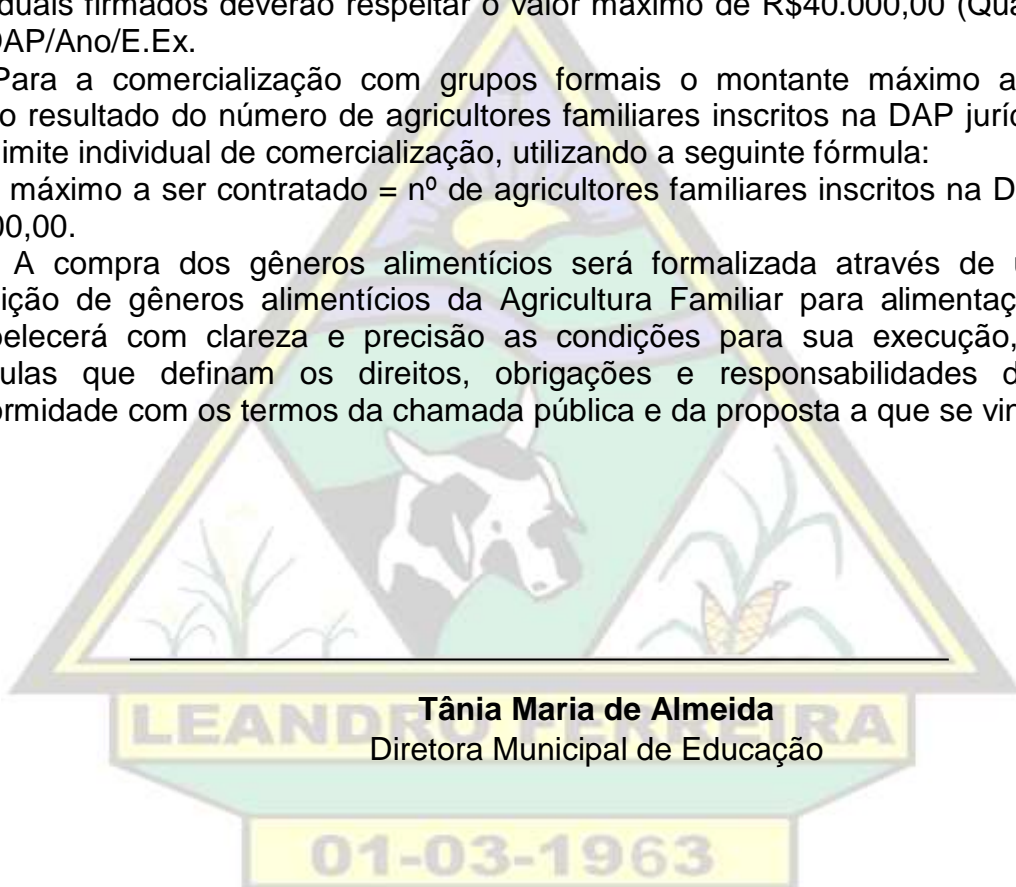 duais firmados deverão respeitar o valor máximo de R$40.000,00 (Qua
DAP/Ano/E.Ex.
Para a comercialização com grupos formais o montante máximo a
o resultado do número de agricultores familiares inscritos na DAP juríd
imite individual de comercialização, utilizando a seguinte fórmula:
máximo a ser contratado = nº de agricultores familiares inscritos na D
00,00.
A compra dos gêneros alimentícios será formalizada através de u
ição de gêneros alimentícios da Agricultura Familiar para alimentaç
elecerá com clareza e precisão as condições para sua execução,
ulas que definam os direitos, obrigações e responsabilidades d
ormidade com os termos da chamada pública e da proposta a que se vin
Tânia Maria de Almeida
LEANDRO FERREIRA
Diretora Municipal de Educação
01-03-1963